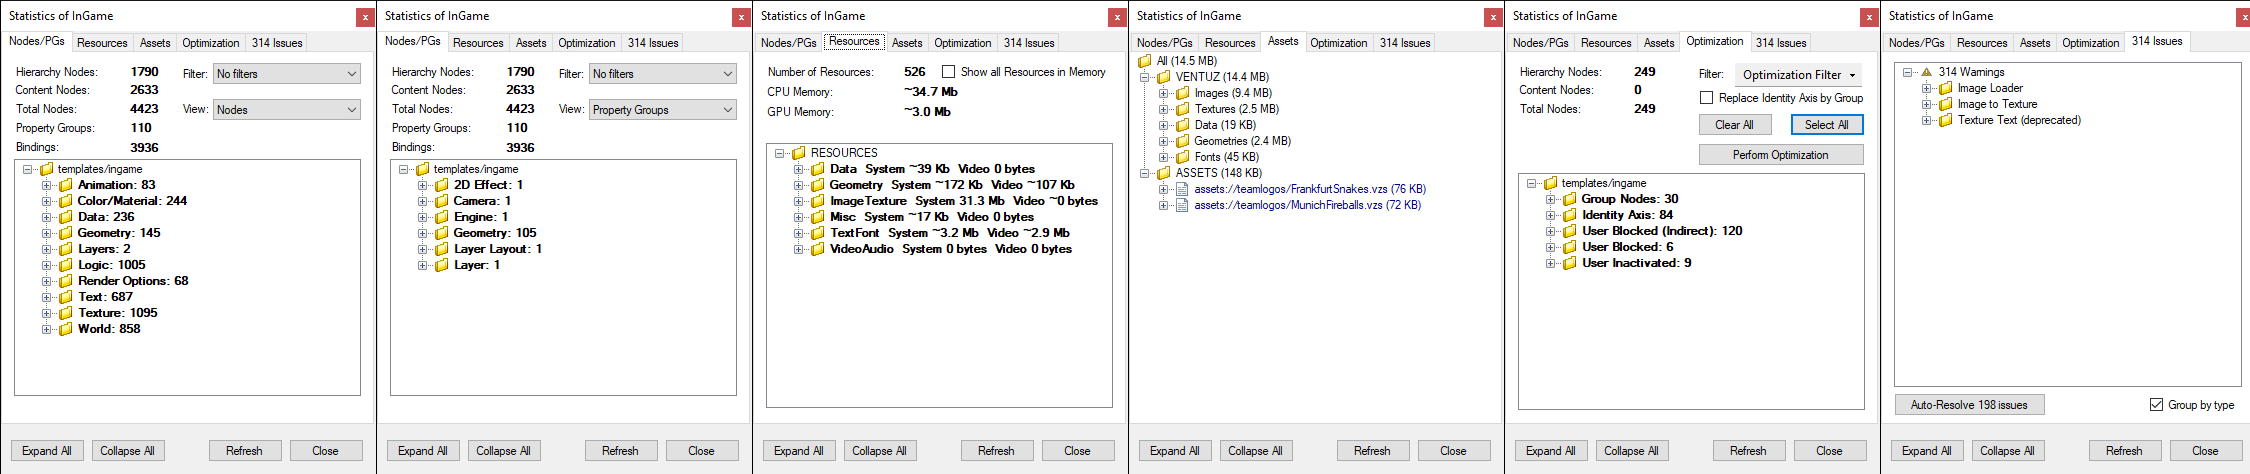 Statistics of InGame
x
Nodes/PGs Resources Assets Optimization 314 Issues
Hierarchy Nodes: 1790 Filter: No filters
Content Nodes: 2633
Total Nodes: 4423 View: Nodes
Property Groups: 110
Bindings: 3936
templates/ingame
Animation: 83
Color/Material: 244
Data: 236
Geometry: 145
Layers: 2
Logic: 1005
Render Options: 68
Text: 687
Texture: 1095
World: 858
Expand All Collapse All Refresh Close
Statistics of InGame
x
Nodes/PGs Resources Assets Optimization 314 Issues
Hierarchy Nodes: 1790 Filter: No filters
Content Nodes: 2633
Total Nodes: 4423 View: Property Groups
Property Groups: 110
Bindings: 3936
templates/ingame
2D Effect: 1
Camera: 1
Engine: 1
Geometry: 105
Layer Layout: 1
Layer: 1
Expand All Collapse All Refresh Close
Statistics of InGame
x
Nodes/PGs Resources Assets Optimization 314 Issues
Number of Resources: 526 Show all Resources in Memory
CPU Memory: ~34.7 Mb
GPU Memory: ~3.0 Mb
RESOURCES
Data System ~39 Kb Video 0 bytes
Geometry System ~172 Kb Video ~107 Kb
ImageTexture System 31.3 Mb Video ~0 bytes
Misc System ~17 Kb Video 0 bytes
TextFont System ~3.2 Mb Video ~2.9 Mb
VideoAudio System 0 bytes Video 0 bytes
Expand All Collapse All Refresh Close
Statistics of InGame
x
Nodes/PGs Resources Assets Optimization 314 Issues
All (14.5 MB)
VENTUZ (14.4 MB)
Images (9.4 MB)
Textures (2.5 MB)
Data (19 KB)
Geometries (2.4 MB)
Fonts (45 KB)
ASSETS (148 KB)
assets://teamlogos/FrankfurtSnakes.vzs (76 KB)
assets://teamlogos/MunichFireballs.vzs (72 KB)
Expand All Collapse All Refresh Close
Statistics of InGame
x
Nodes/PGs Resources Assets Optimization 314 Issues
Hierarchy Nodes: 249 Filter: Optimization Filter
Content Nodes: 0 Replace Identity Axis by Group
Total Nodes: 249
Clear All Select All
Perform Optimization
templates/ingame
Group Nodes: 30
Identity Axis: 84
User Blocked (Indirect): 120
User Blocked: 6
User Inactivated: 9
Expand All Collapse All Refresh Close
Statistics of InGame
x
Nodes/PGs Resources Assets Optimization 314 Issues
314 Warnings
Image Loader
Image to Texture
Texture Text (deprecated)
Auto-Resolve 198 issues Group by type
Expand All Collapse All Refresh Close